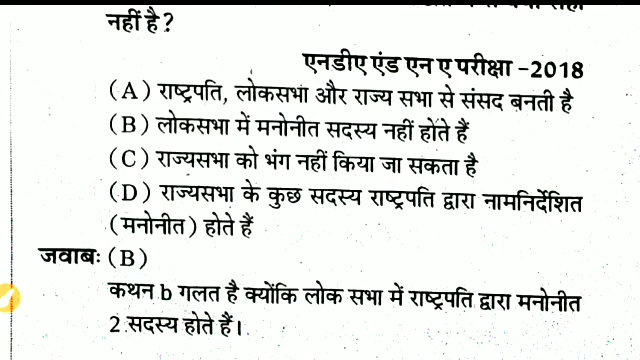 नहीं है?
एनडीए एंड एन ए परीक्षा -2018
(A) राष्ट्रपति, लोकसभा और राज्य सभा से संसद बनती है
(B) लोकसभा में मनोनीत सदस्य नहीं होते हैं
(C) राज्यसभा को भंग नहीं किया जा सकता है
(D) राज्यसभा के कुछ सदस्य राष्ट्रपति द्वारा नामनिर्देशित
(मनोनीत) होते हैं
जवाबः (B)
कथन b गलत है क्योंकि लोक सभा में राष्ट्रपति द्वारा मनोनीत
2 सदस्य होते हैं।